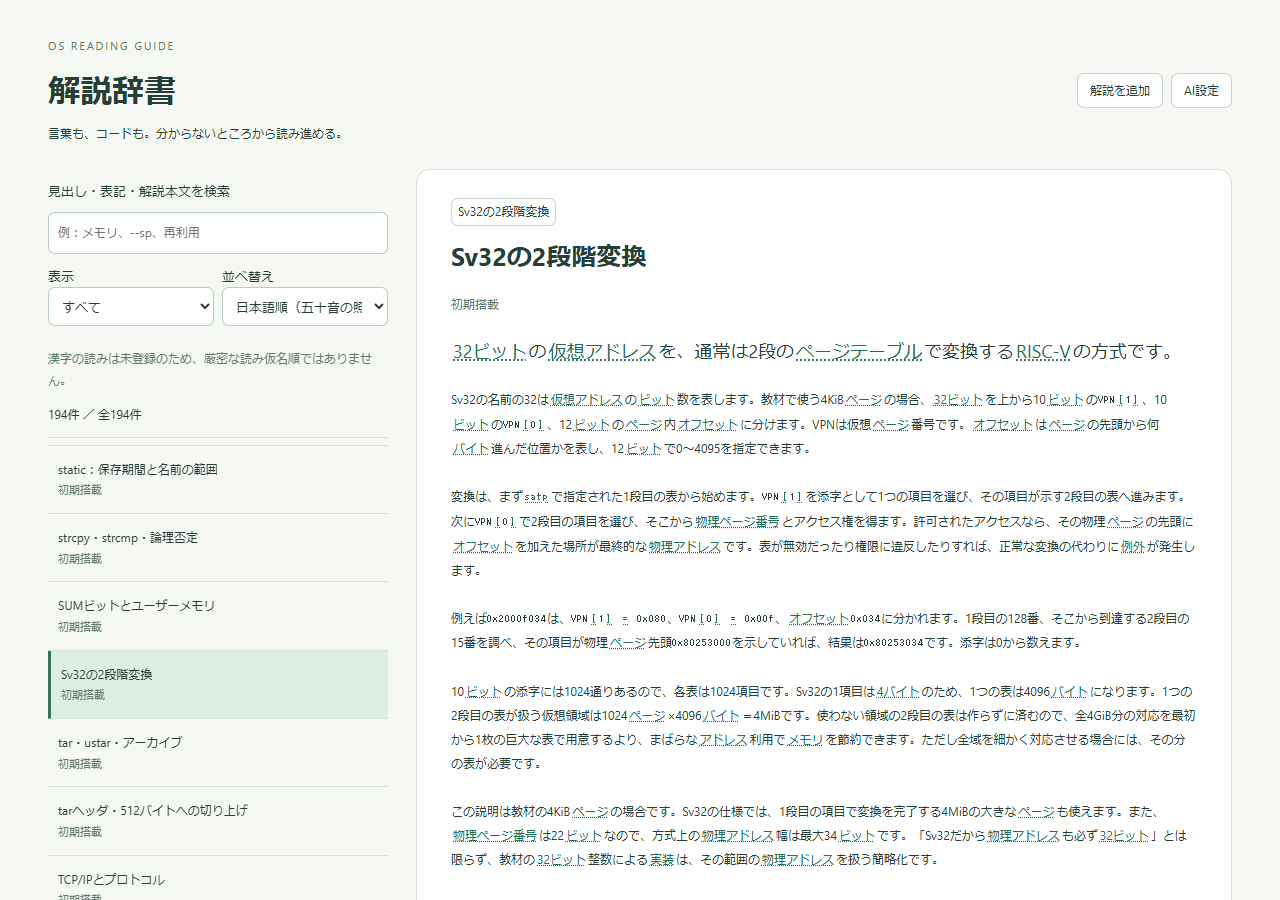 OS READING GUIDE
解説辞書
言葉も、コードも。分からないところから読み進める。
解説を追加
AI設定
見出し・表記・解説本文を検索
例：メモリ、--sp、再利用
表示
並べ替え
すべて
日本語順（五十音の照
漢字の読みは未登録のため、厳密な読み仮名順ではありませ
ん。
194件 ／ 全194件
static：保存期間と名前の範囲
初期搭載
strcpy・strcmp・論理否定
初期搭載
SUMビットとユーザーメモリ
初期搭載
Sv32の2段階変換
初期搭載
tar・ustar・アーカイブ
初期搭載
tarヘッダ・512バイトへの切り上げ
初期搭載
TCP/IPとプロトコル
初期搭載
Sv32の2段階変換
Sv32の2段階変換
初期搭載
32ビットの仮想アドレスを、通常は2段のページテーブルで変換するRISC-Vの方式です。
Sv32の名前の32は仮想アドレスのビット数を表します。教材で使う4KiBページの場合、32ビットを上から10ビットのVPN[1]、10
ビットのVPN[0]、12ビットのページ内オフセットに分けます。VPNは仮想ページ番号です。オフセットはページの先頭から何
バイト進んだ位置かを表し、12ビットで0～4095を指定できます。
変換は、まずsatpで指定された1段目の表から始めます。VPN[1]を添字として1つの項目を選び、その項目が示す2段目の表へ進みます。
次にVPN[0]で2段目の項目を選び、そこから物理ページ番号とアクセス権を得ます。許可されたアクセスなら、その物理ページの先頭に
オフセットを加えた場所が最終的な物理アドレスです。表が無効だったり権限に違反したりすれば、正常な変換の代わりに例外が発生し
ます。
例えば0x2000f034は、VPN[1] = 0x080、VPN[0] = 0x00f、オフセット0x034に分かれます。1段目の128番、そこから到達する2段目の
15番を調べ、その項目が物理ページ先頭0x80253000を示していれば、結果は0x80253034です。添字は0から数えます。
10ビットの添字には1024通りあるので、各表は1024項目です。Sv32の1項目は4バイトのため、1つの表は4096バイトになります。1つの
2段目の表が扱う仮想領域は1024ページ×4096バイト＝4MiBです。使わない領域の2段目の表は作らずに済むので、全4GiB分の対応を最初
から1枚の巨大な表で用意するより、まばらなアドレス利用でメモリを節約できます。ただし全域を細かく対応させる場合には、その分
の表が必要です。
この説明は教材の4KiBページの場合です。Sv32の仕様では、1段目の項目で変換を完了する4MiBの大きなページも使えます。また、
物理ページ番号は22ビットなので、方式上の物理アドレス幅は最大34ビットです。「Sv32だから物理アドレスも必ず32ビット」とは
限らず、教材の32ビット整数による実装は、その範囲の物理アドレスを扱う簡略化です。